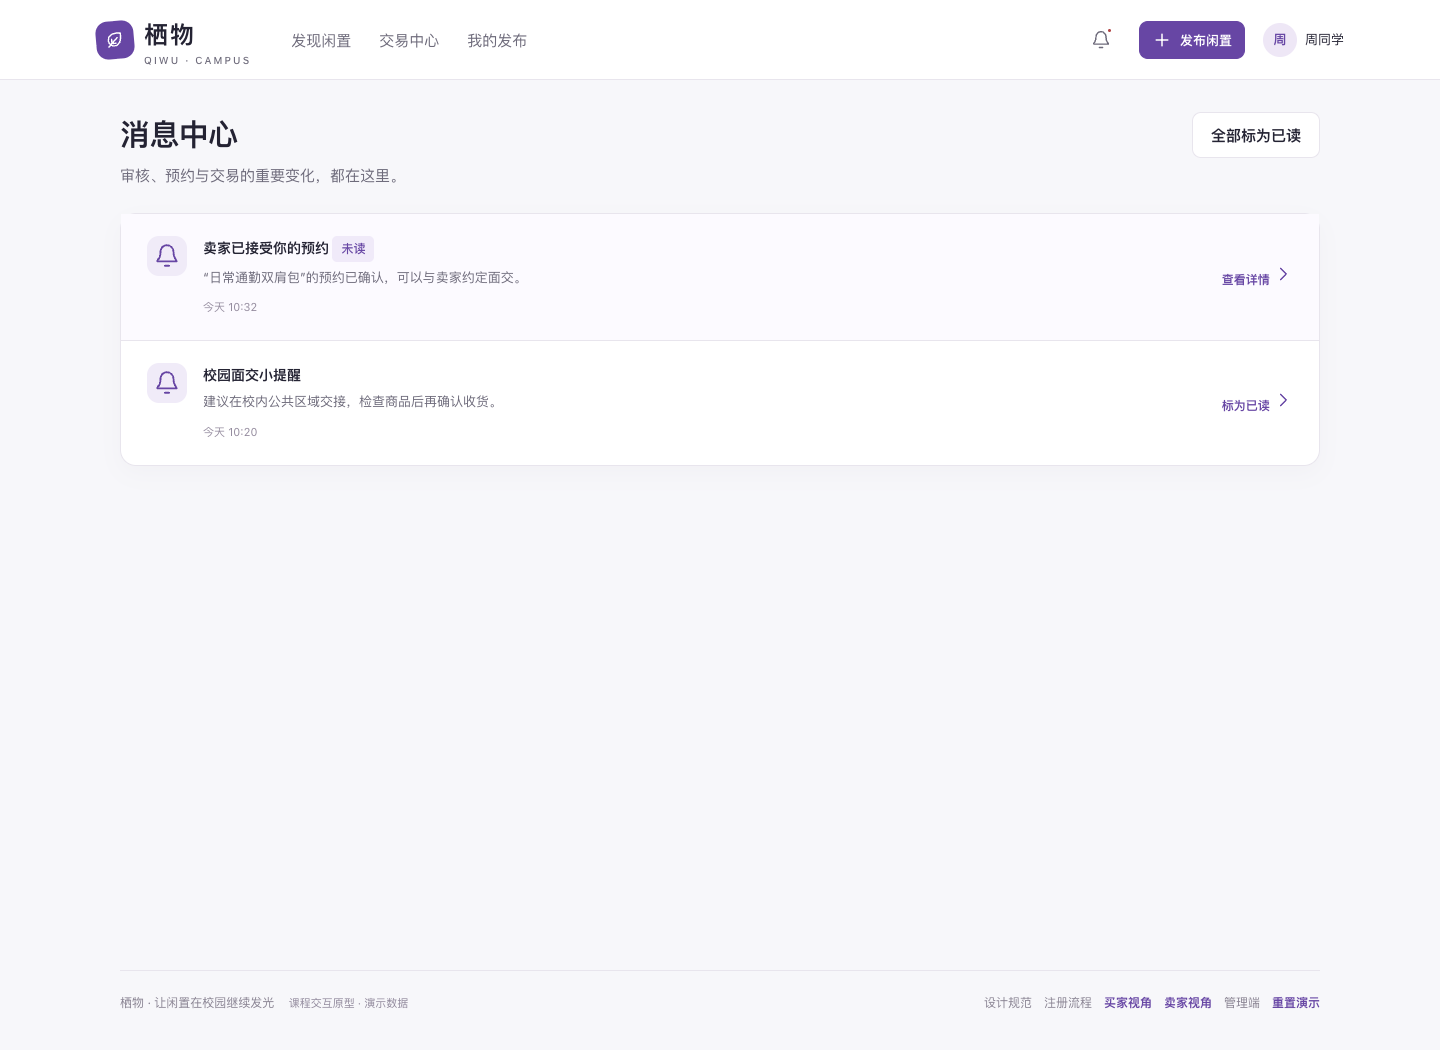 栖物
QIWU · CAMPUS
发现闲置 交易中心 我的发布
发布闲置
周 周同学
消息中心
全部标为已读
审核、预约与交易的重要变化，都在这里。
卖家已接受你的预约 未读
“日常通勤双肩包”的预约已确认，可以与卖家约定面交。
今天 10:32
查看详情
校园面交小提醒
建议在校内公共区域交接，检查商品后再确认收货。
今天 10:20
标为已读
栖物 · 让闲置在校园继续发光 课程交互原型 · 演示数据
设计规范 注册流程 买家视角 卖家视角 管理端 重置演示